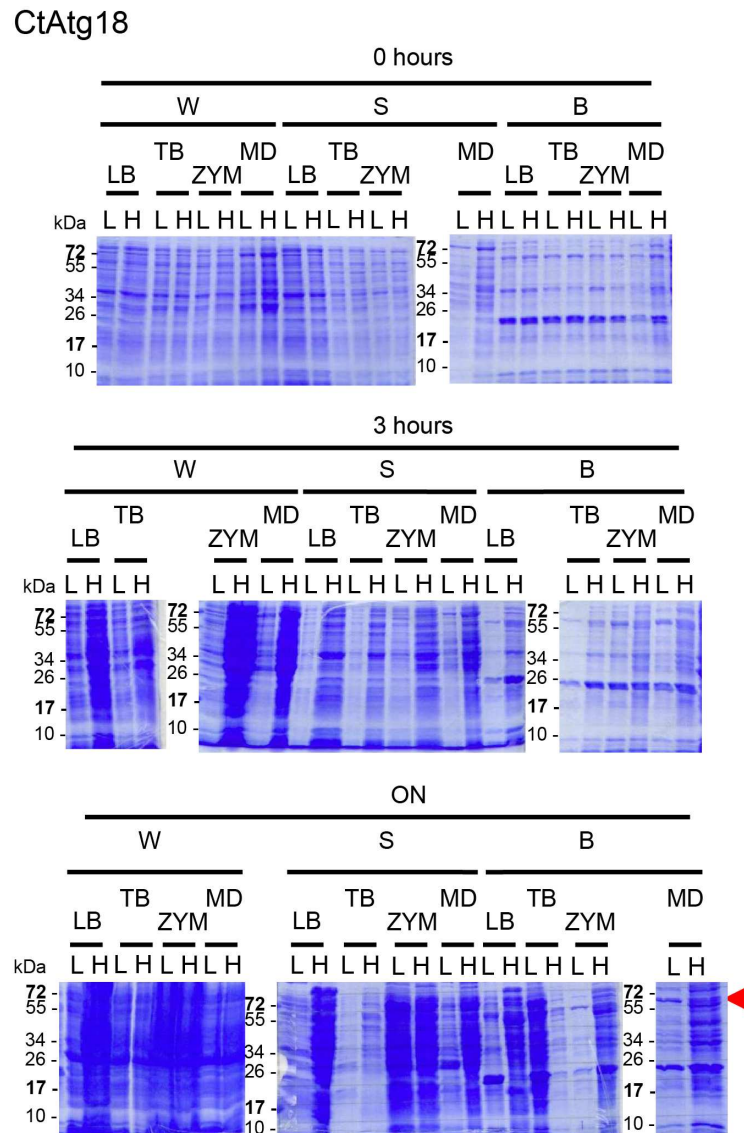 CtAtg18
0 hours
W S B
TB MD TB MD TB MD
LB ZYM LB ZYM LB ZYM
kDa L H L H L H L H L H L H L H L H L H L H L H L H
72 - 72 -
55 - 55 -
34 - 34 -
26 - 26 -
17 - 17 -
10 - 10 -
3 hours
W S B
TB MD TB MD TB MD
LB ZYM LB ZYM LB ZYM
kDa L H L H L H L H L H L H L H L H L H L H L H L H
72 - 72 - 72 -
55 - 55 - 55 -
34 - 34 - 34 -
26 - 26 - 26 -
17 - 17 - 17 -
10 - 10 - 10 -
ON
W S B
TB MD TB MD TB MD
LB ZYM LB ZYM LB ZYM
kDa L H L H L H L H L H L H L H L H L H L H L H L H
72 - 72 - 72 -
55 - 55 - 55 -
34 - 34 - 34 -
26 - 26 - 26 -
17 - 17 - 17 -
10 - 10 - 10 -